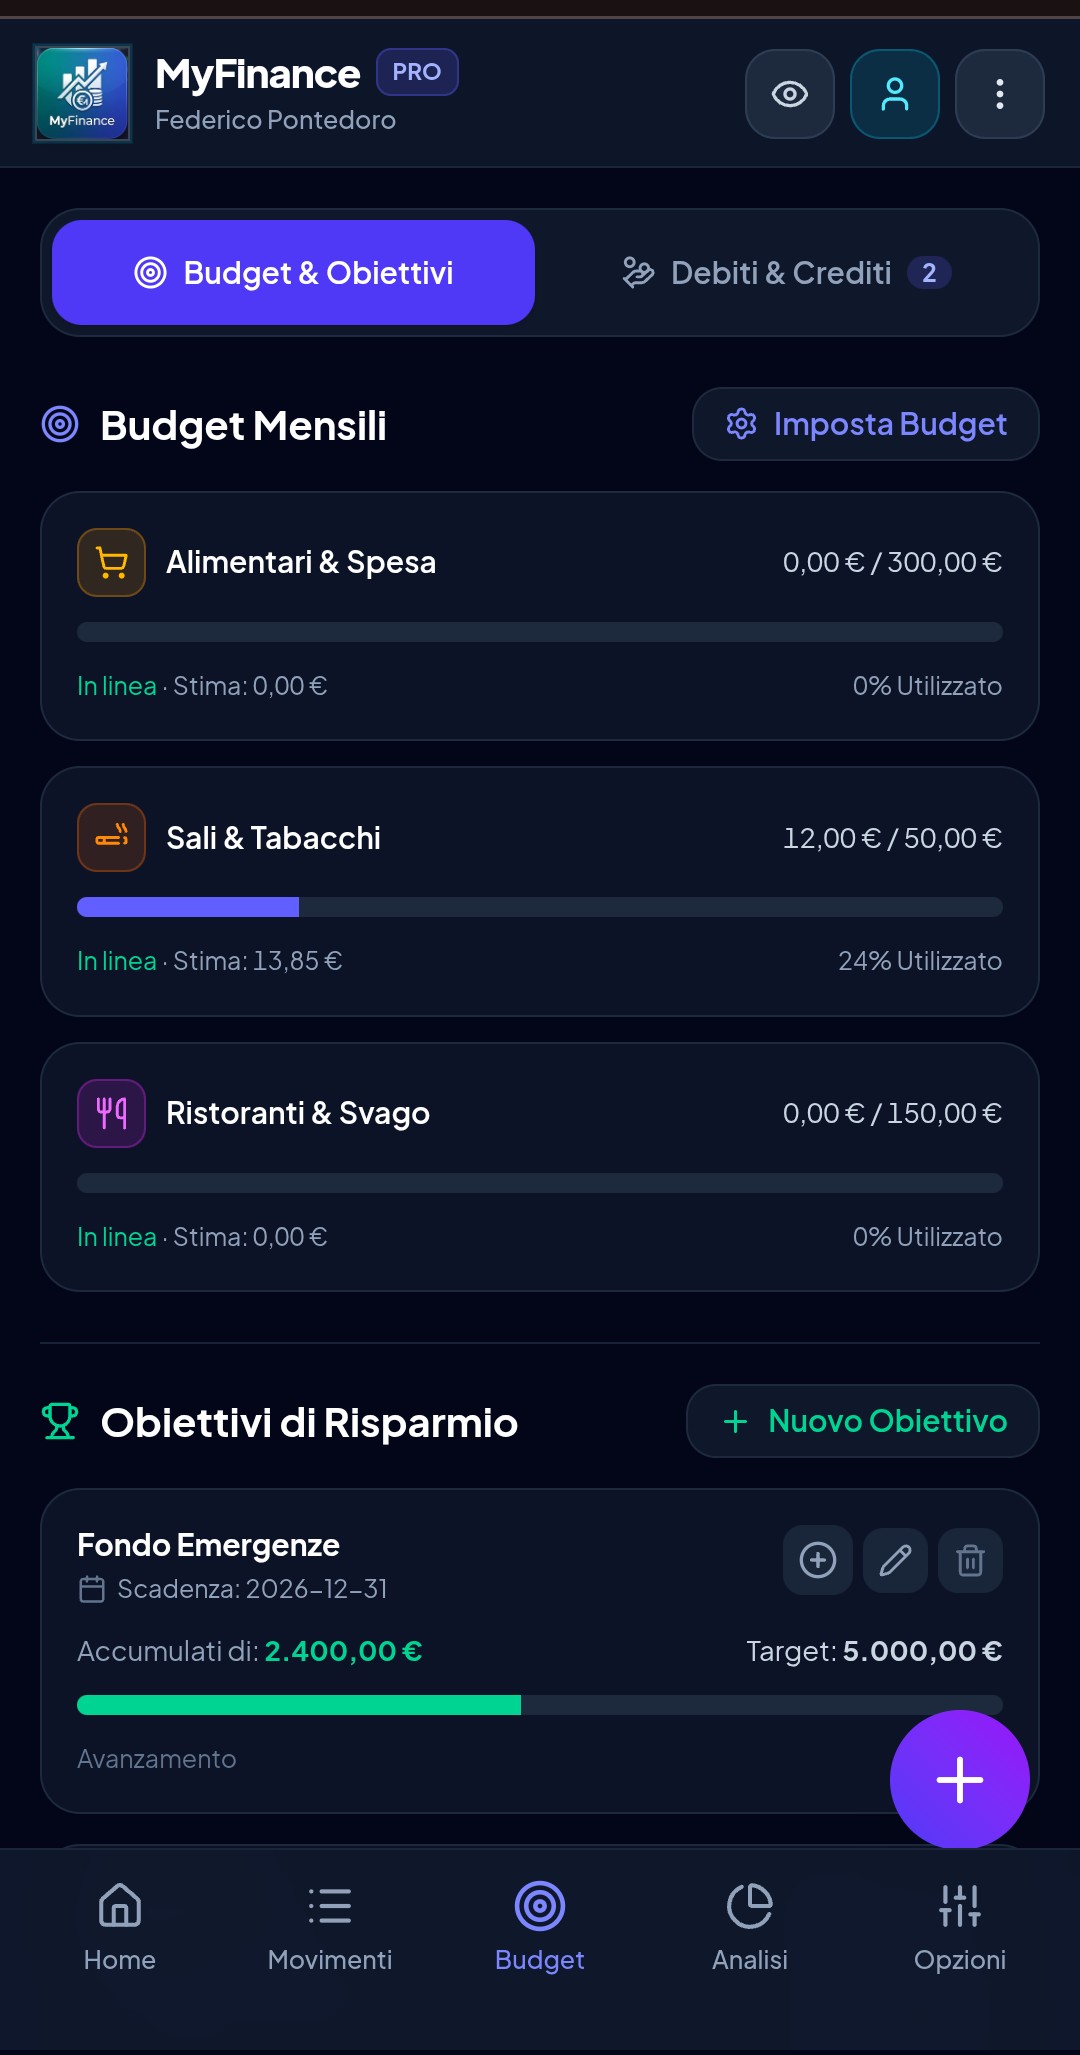 MyFinance
MyFinance PRO
Federico Pontedoro
Budget & Obiettivi
Debiti & Crediti 2
Budget Mensili
Imposta Budget
Alimentari & Spesa
0,00 € / 300,00 €
In linea · Stima: 0,00 €
0% Utilizzato
Sali & Tabacchi
12,00 € / 50,00 €
In linea · Stima: 13,85 €
24% Utilizzato
Ristoranti & Svago
0,00 € / 150,00 €
In linea · Stima: 0,00 €
0% Utilizzato
Obiettivi di Risparmio
Nuovo Obiettivo
Fondo Emergenze
Scadenza: 2026-12-31
Accumulati di: 2.400,00 €
Target: 5.000,00 €
Avanzamento
Home
Movimenti
Budget
Analisi
Opzioni